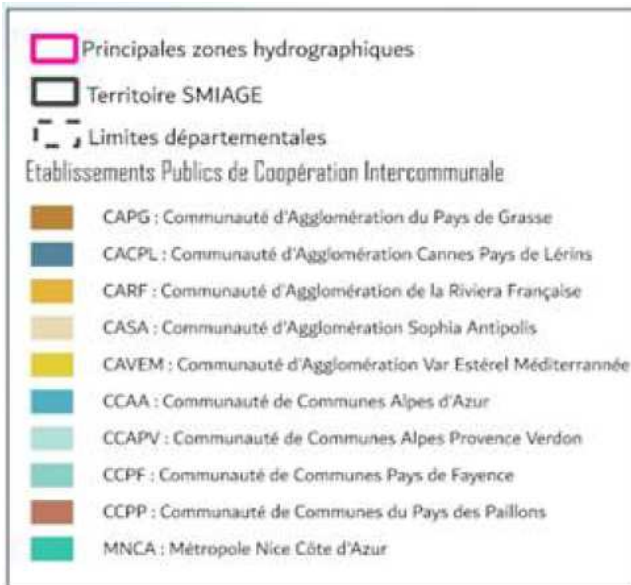 Principales zones hydrographiques
Territoire SMIAGE
Limites départementales
Etablissements Publics de Coopération Intercommunale
CAPG : Communauté d'Agglomération du Pays de Grasse
CACPL : Communauté d'Agglomération Cannes Pays de Lérins
CARF : Communauté d'Agglomération de la Riviera Française
CASA : Communauté d'Agglomération Sophia Antipolis
CAVEM : Communauté d'Agglomération Var Estérel Méditerrannée
CCAA : Communauté de Communes Alpes d'Azur
CCAPV : Communauté de Communes Alpes Provence Verdon
CCPF : Communauté de Communes Pays de Fayence
CCPP : Communauté de Communes du Pays des Paillons
MNCA : Métropole Nice Côte d'Azur